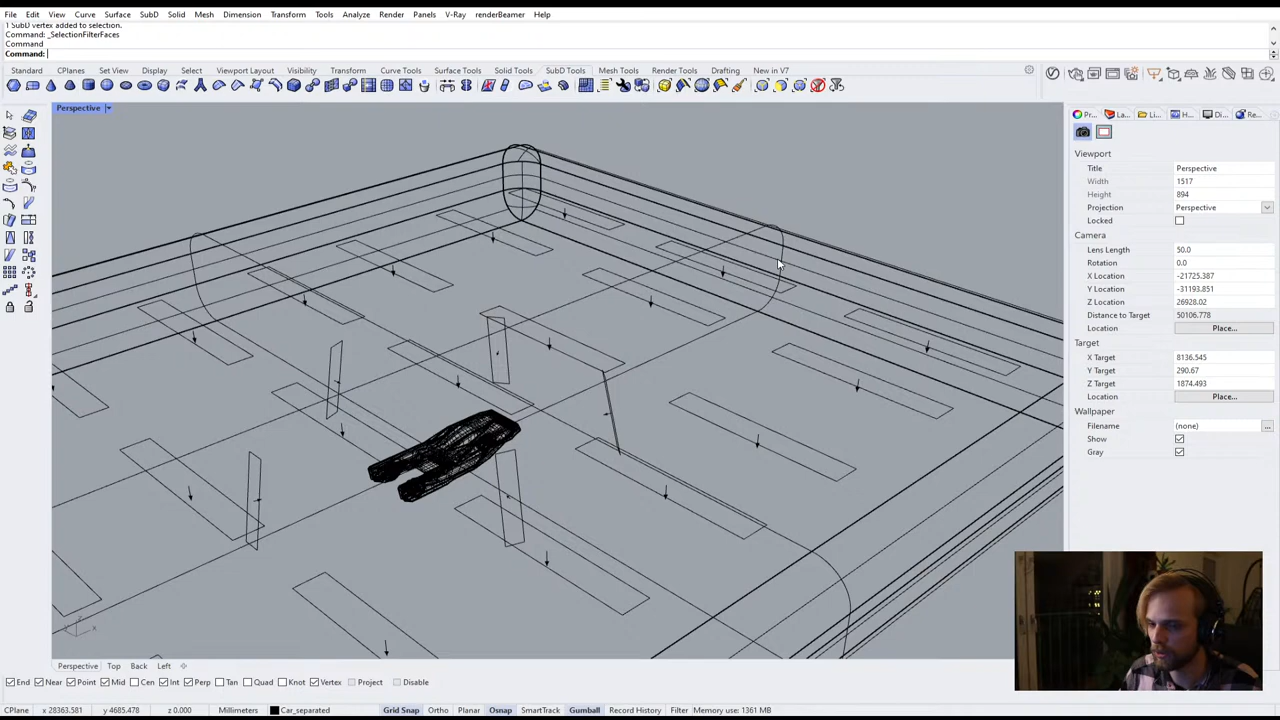 File Edit View Curve Surface SubD Solid Mesh Dimension Transform Tools Analyze Render Panels V-Ray renderBeamer Help
1 SubD vertex added to selection.
Command: _SelectionFilterFaces
Command
Command:
Standard CPlanes Set View Display Select Viewport Layout Visibility Transform Curve Tools Surface Tools Solid Tools SubD Tools Mesh Tools Render Tools Drafting New in V7
Perspective
Pr... La... Li... H... Di... Re...
Viewport
Title Perspective
Width 1517
Height 894
Projection Perspective
Locked
Camera
Lens Length 50.0
Rotation 0.0
X Location -21725.387
Y Location -31193.851
Z Location 26928.02
Distance to Target 50106.778
Location Place...
Target
X Target 8136.545
Y Target 290.67
Z Target 1874.493
Location Place...
Wallpaper
Filename (none) ...
Show
Gray
z x
Perspective Top Back Left
End Near Point Mid Cen Int Perp Tan Quad Knot Vertex Project Disable
CPlane x 28363.581 y 4685.478 z 0.000 Millimeters Car_separated Grid Snap Ortho Planar Osnap SmartTrack Gumball Record History Filter Memory use: 1361 MB